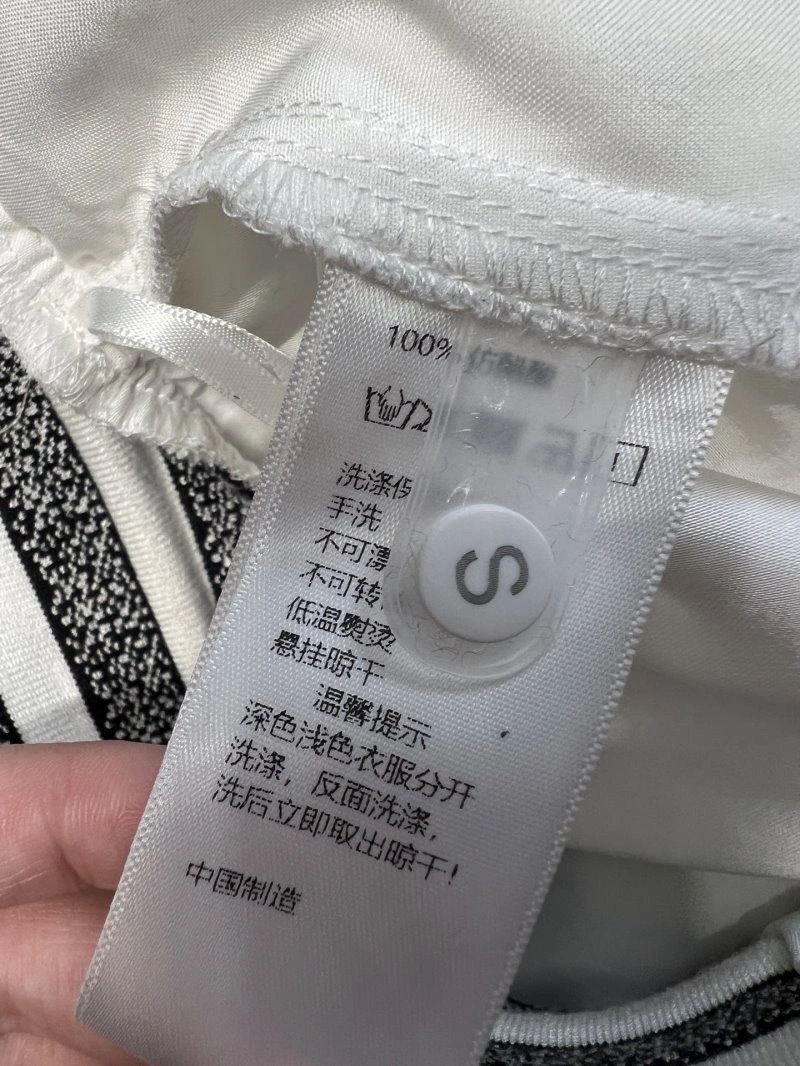 100%
洗涤
手洗
不可漂
不可转
低温熨烫
悬挂晾干
S
温馨提示
深色浅色衣服分开
洗涤，反面洗涤，
洗后立即取出晾干！
中国制造